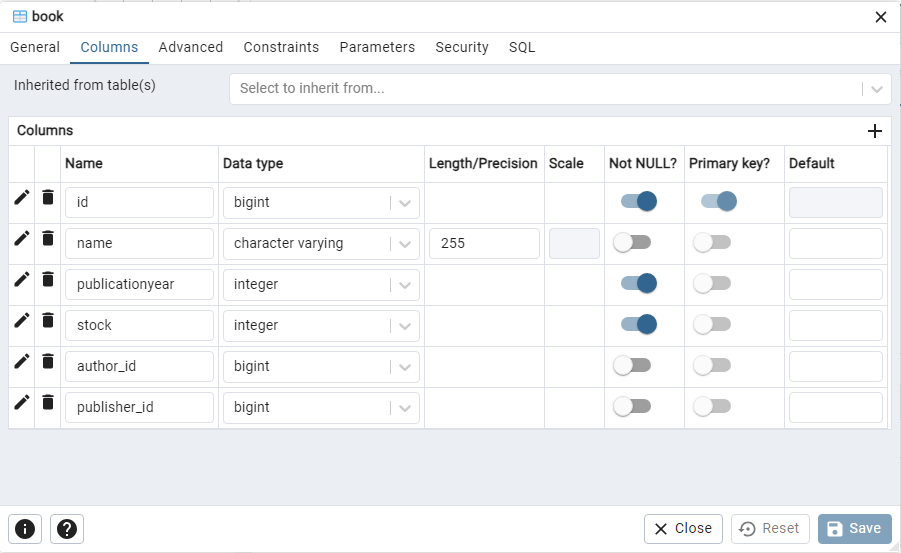 book
General Columns Advanced Constraints Parameters Security SQL
Inherited from table(s) Select to inherit from...
Columns
Name Data type Length/Precision Scale Not NULL? Primary key? Default
id bigint
name character varying 255
publicationyear integer
stock integer
author_id bigint
publisher_id bigint
Close Reset Save